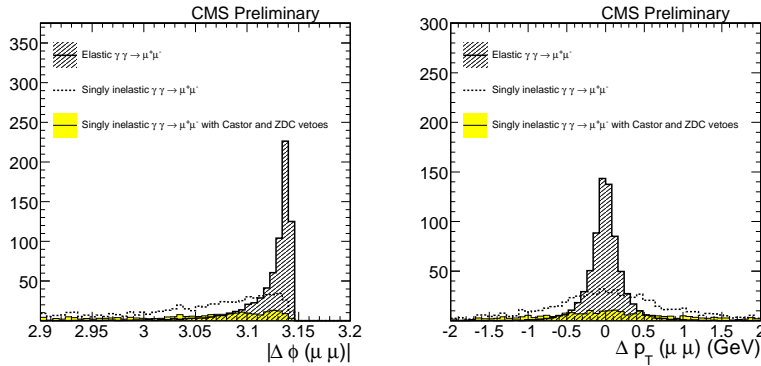 CMS Preliminary
350
300
250
200
150
100
50
Elastic γ γ → μ⁺μ⁻
Singly inelastic γ γ → μ⁺μ⁻
Singly inelastic γ γ → μ⁺μ⁻ with Castor and ZDC vetoes
2.9 2.95 3 3.05 3.1 3.15 3.2
|Δ ϕ (μ μ)|
CMS Preliminary
300
250
200
150
100
50
Elastic γ γ → μ⁺μ⁻
Singly inelastic γ γ → μ⁺μ⁻
Singly inelastic γ γ → μ⁺μ⁻ with Castor and ZDC vetoes
-2 -1.5 -1 -0.5 0 0.5 1 1.5 2
Δ p_T (μ μ) (GeV)